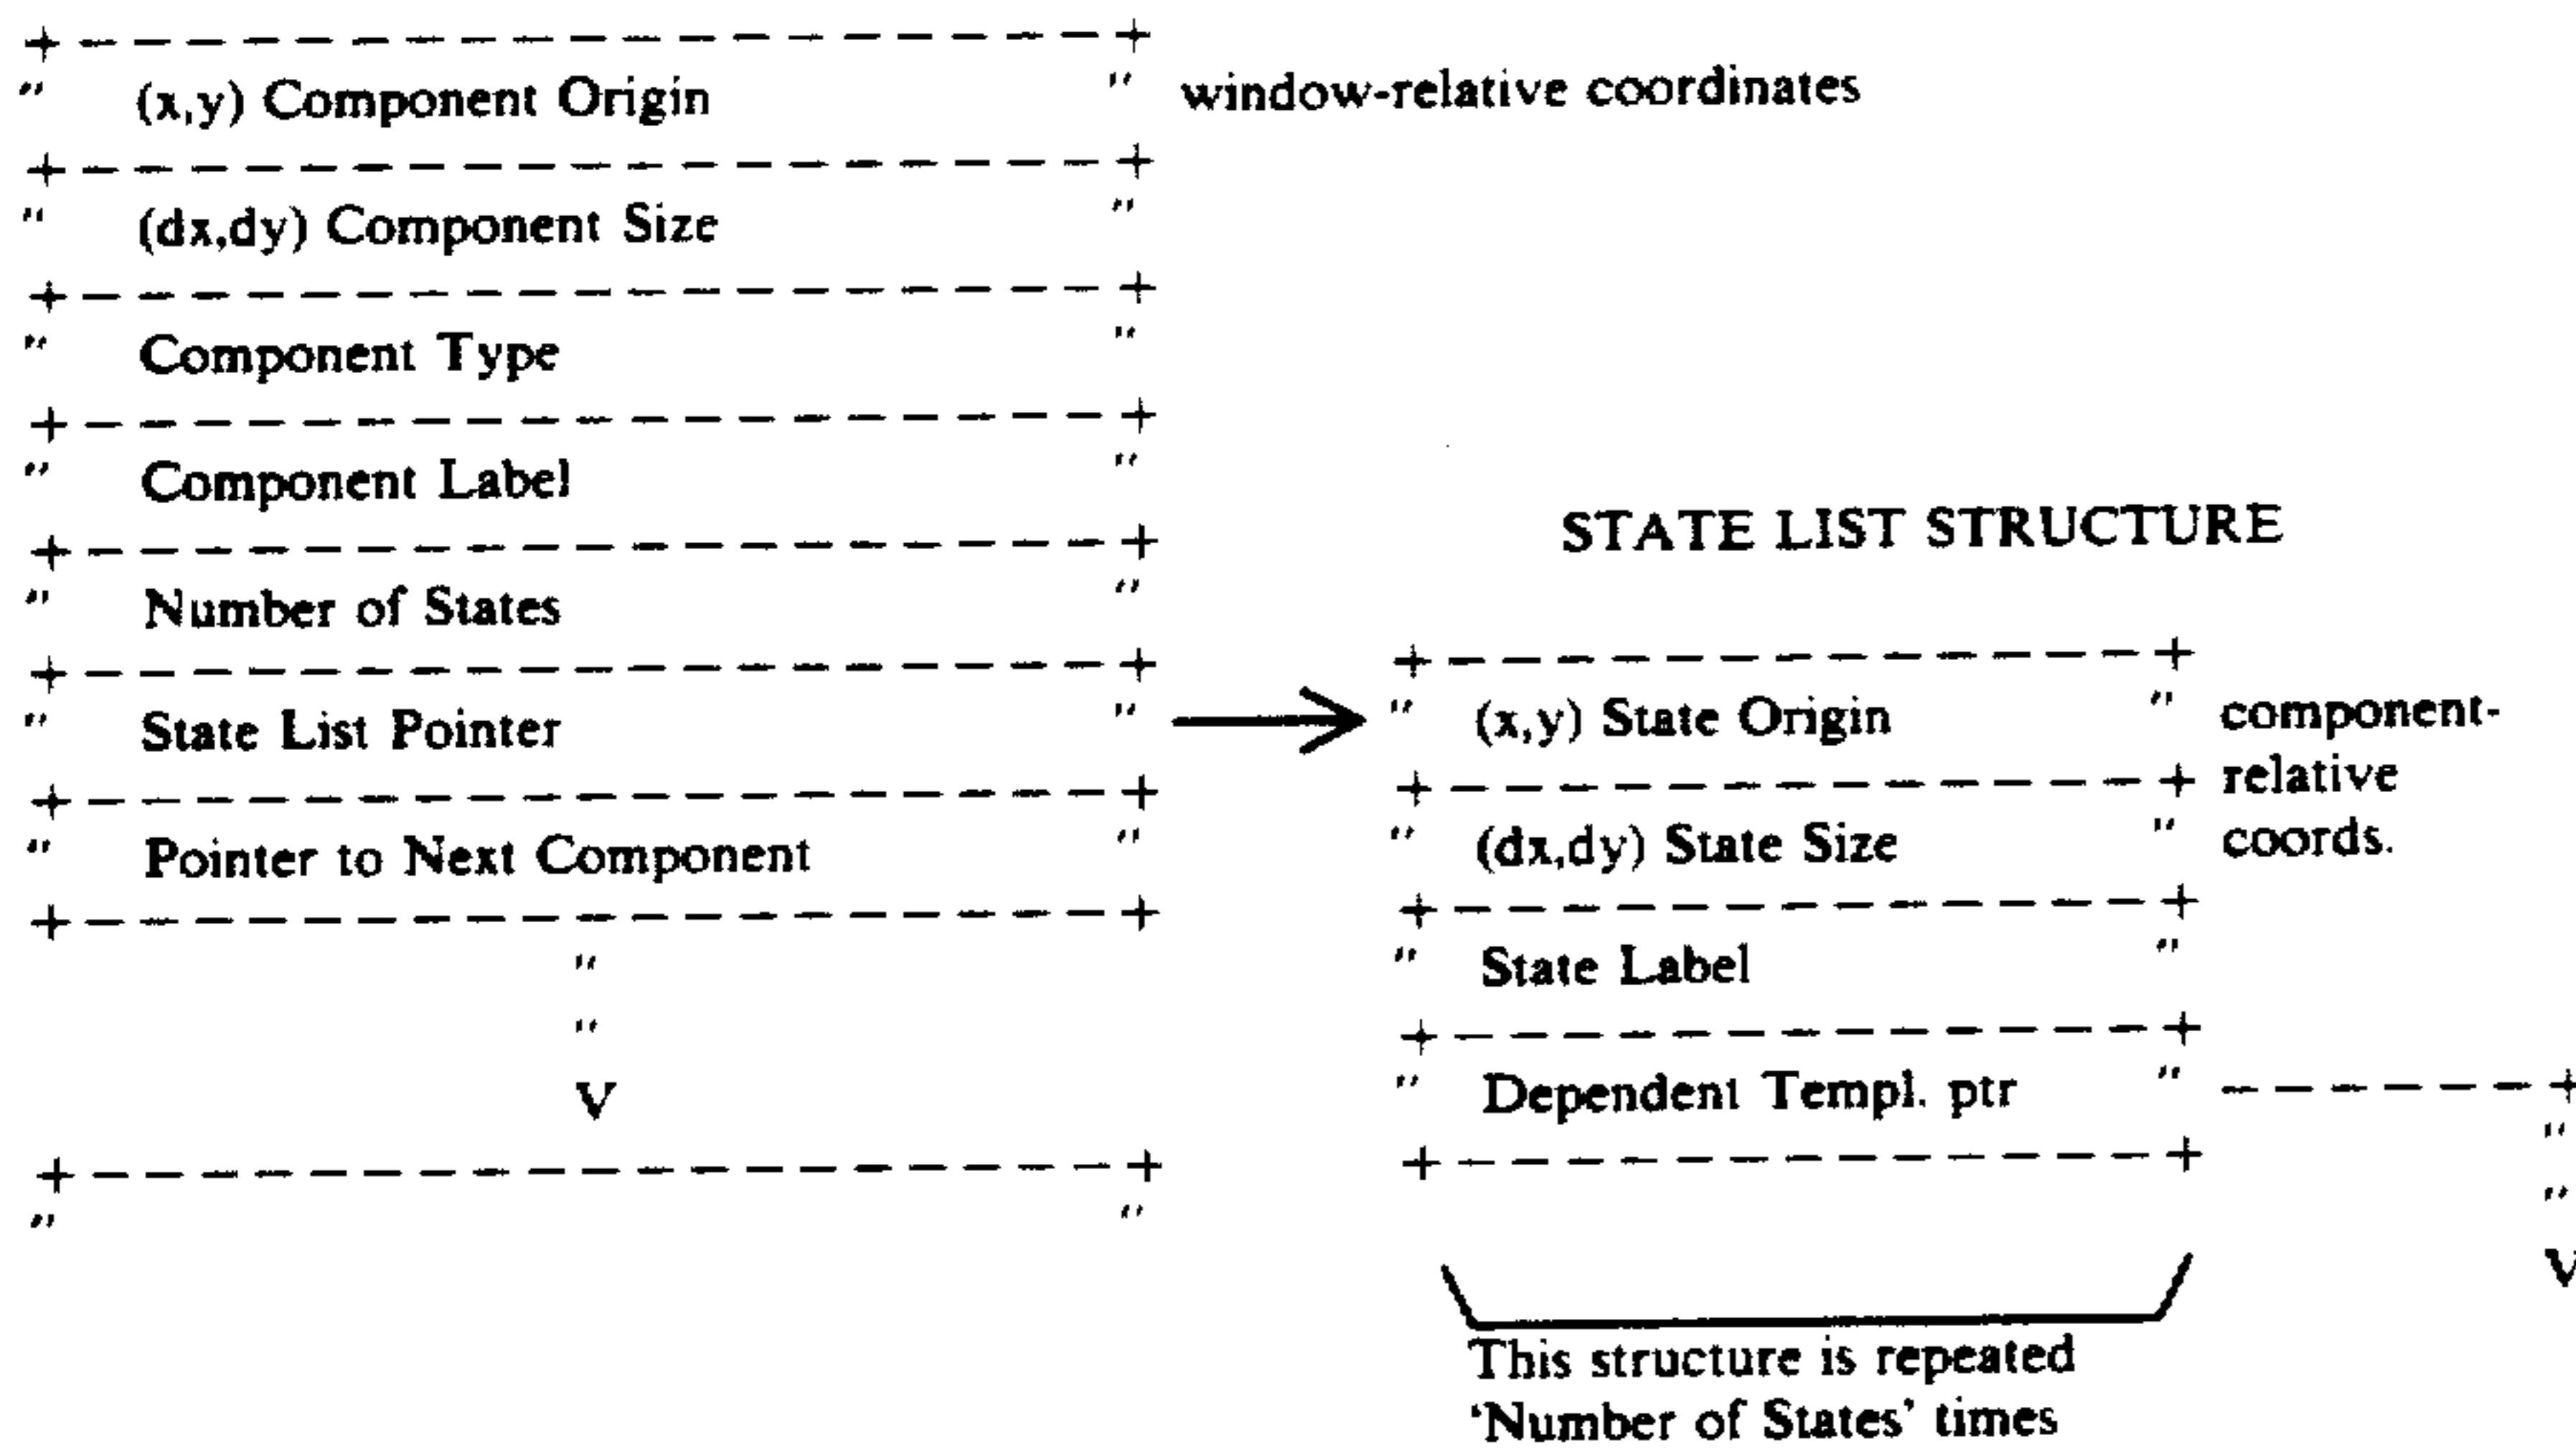 (x,y) Component Origin
window-relative coordinates
(dx,dy) Component Size
Component Type
Component Label
Number of States
State List Pointer
Pointer to Next Component
V
STATE LIST STRUCTURE
(x,y) State Origin
component-
relative
coords.
(dx,dy) State Size
State Label
Dependent Templ. ptr
V
This structure is repeated
‘Number of States’ times